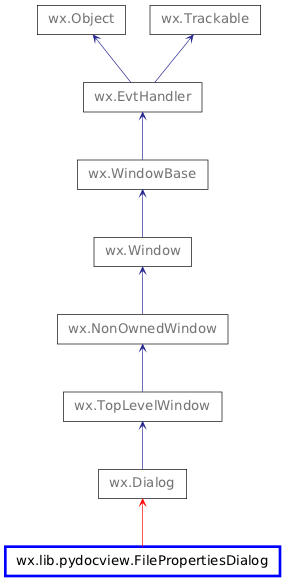 wx.Object
wx.Trackable
wx.EvtHandler
wx.WindowBase
wx.Window
wx.NonOwnedWindow
wx.TopLevelWindow
wx.Dialog
wx.lib.pydocview.FilePropertiesDialog